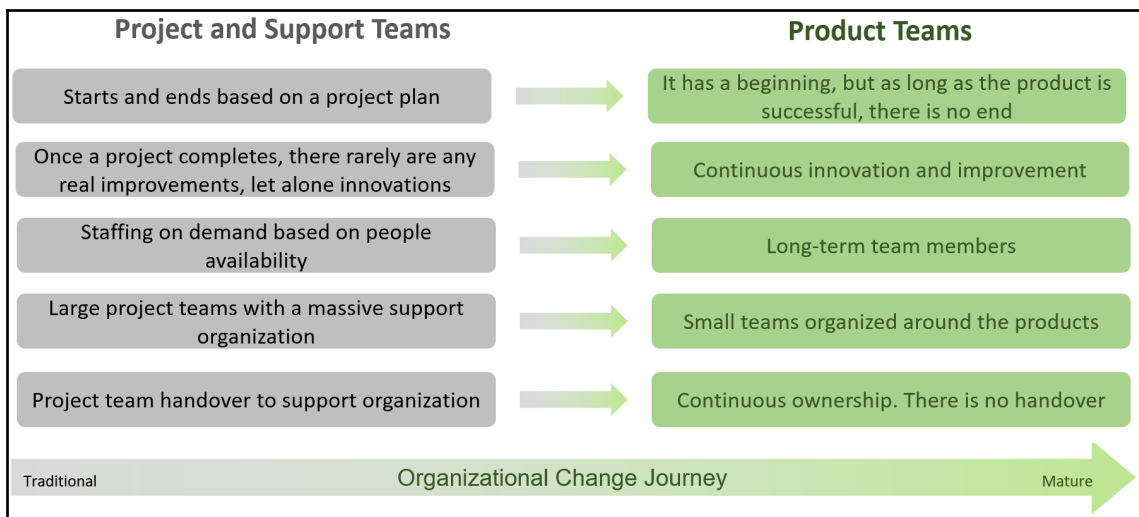 Project and Support Teams
Product Teams
Starts and ends based on a project plan
It has a beginning, but as long as the product is
successful, there is no end
Once a project completes, there rarely are any
real improvements, let alone innovations
Continuous innovation and improvement
Staffing on demand based on people
availability
Long-term team members
Large project teams with a massive support
organization
Small teams organized around the products
Project team handover to support organization
Continuous ownership. There is no handover
Traditional
Organizational Change Journey
Mature